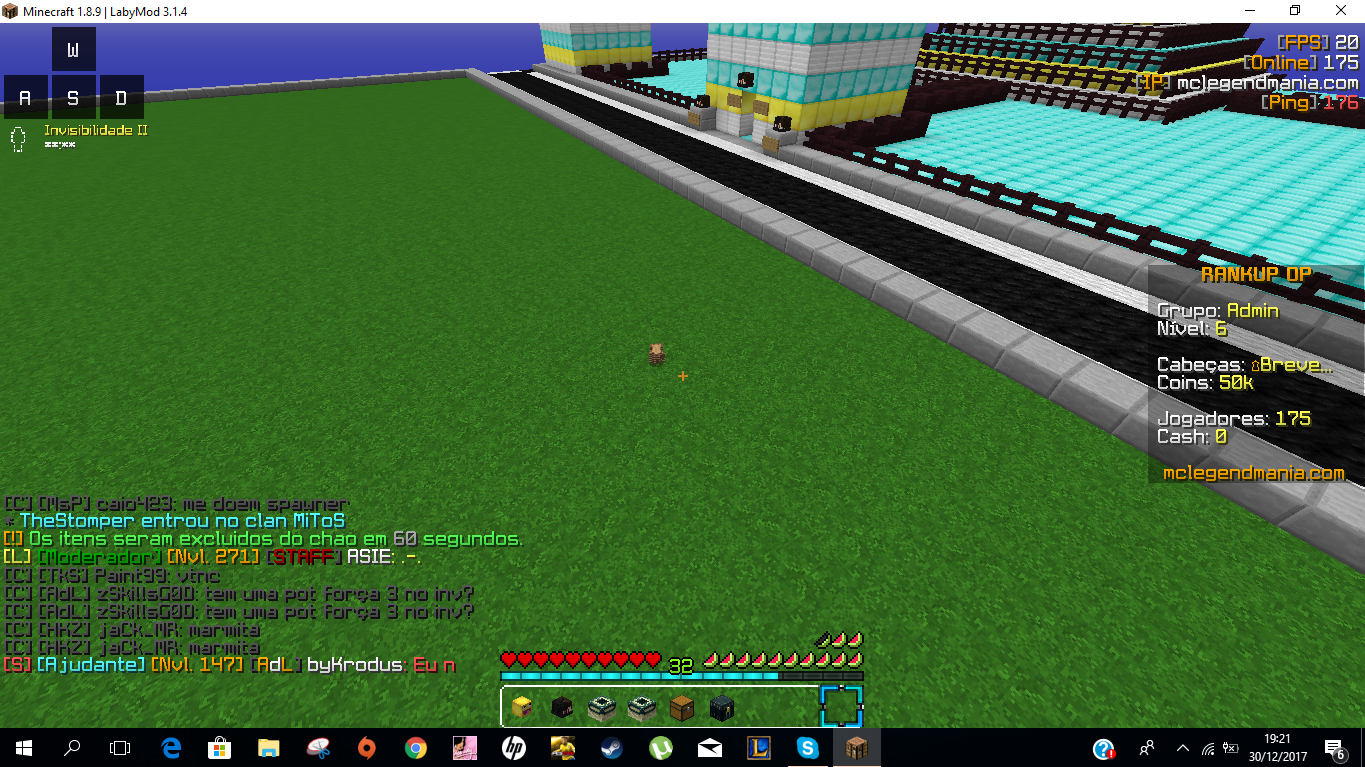 Minecraft 1.8.9 | LabyMod 3.1.4
W
A S D
Invisibilidade II
**:**
[FPS] 20
[Online] 175
[IP] mclegendmania.com
[Ping] 176
RANKUP OP
Grupo: Admin
Nível: 6
Cabeças: Breve...
Coins: 50k
Jogadores: 175
Cash: 0
mclegendmania.com
[C] [MsP] caio423: me doem spawner
* TheStomper entrou no clan MiToS
[!] Os itens seram excluidos do chao em 60 segundos.
[L] [Moderador] [Nvl. 271] [STAFF] ASIE: .-.
[C] [TkS] Paint99: vtnc
[C] [AdL] zSkillsG0D: tem uma pot força 3 no inv?
[C] [AdL] zSkillsG0D: tem uma pot força 3 no inv?
[C] [HKZ] jaCk_MR: marmita
[C] [HKZ] jaCk_MR: marmita
[S] [Ajudante] [Nvl. 147] [AdL] byKrodus: Eu n
32
19:21
30/12/2017
6